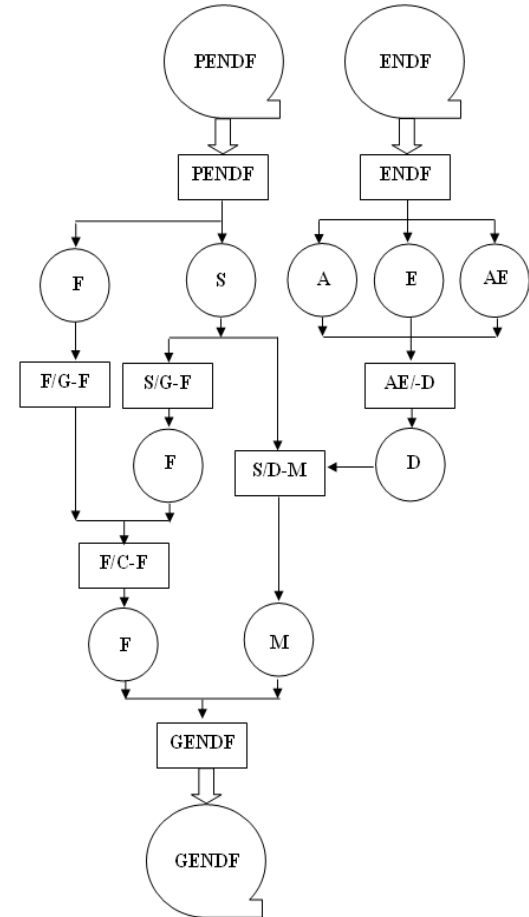 PENDF
ENDF
PENDF
ENDF
F
S
A
E
AE
F/G-F
S/G-F
AE/-D
F
S/D-M
D
F/C-F
F
M
GENDF
GENDF